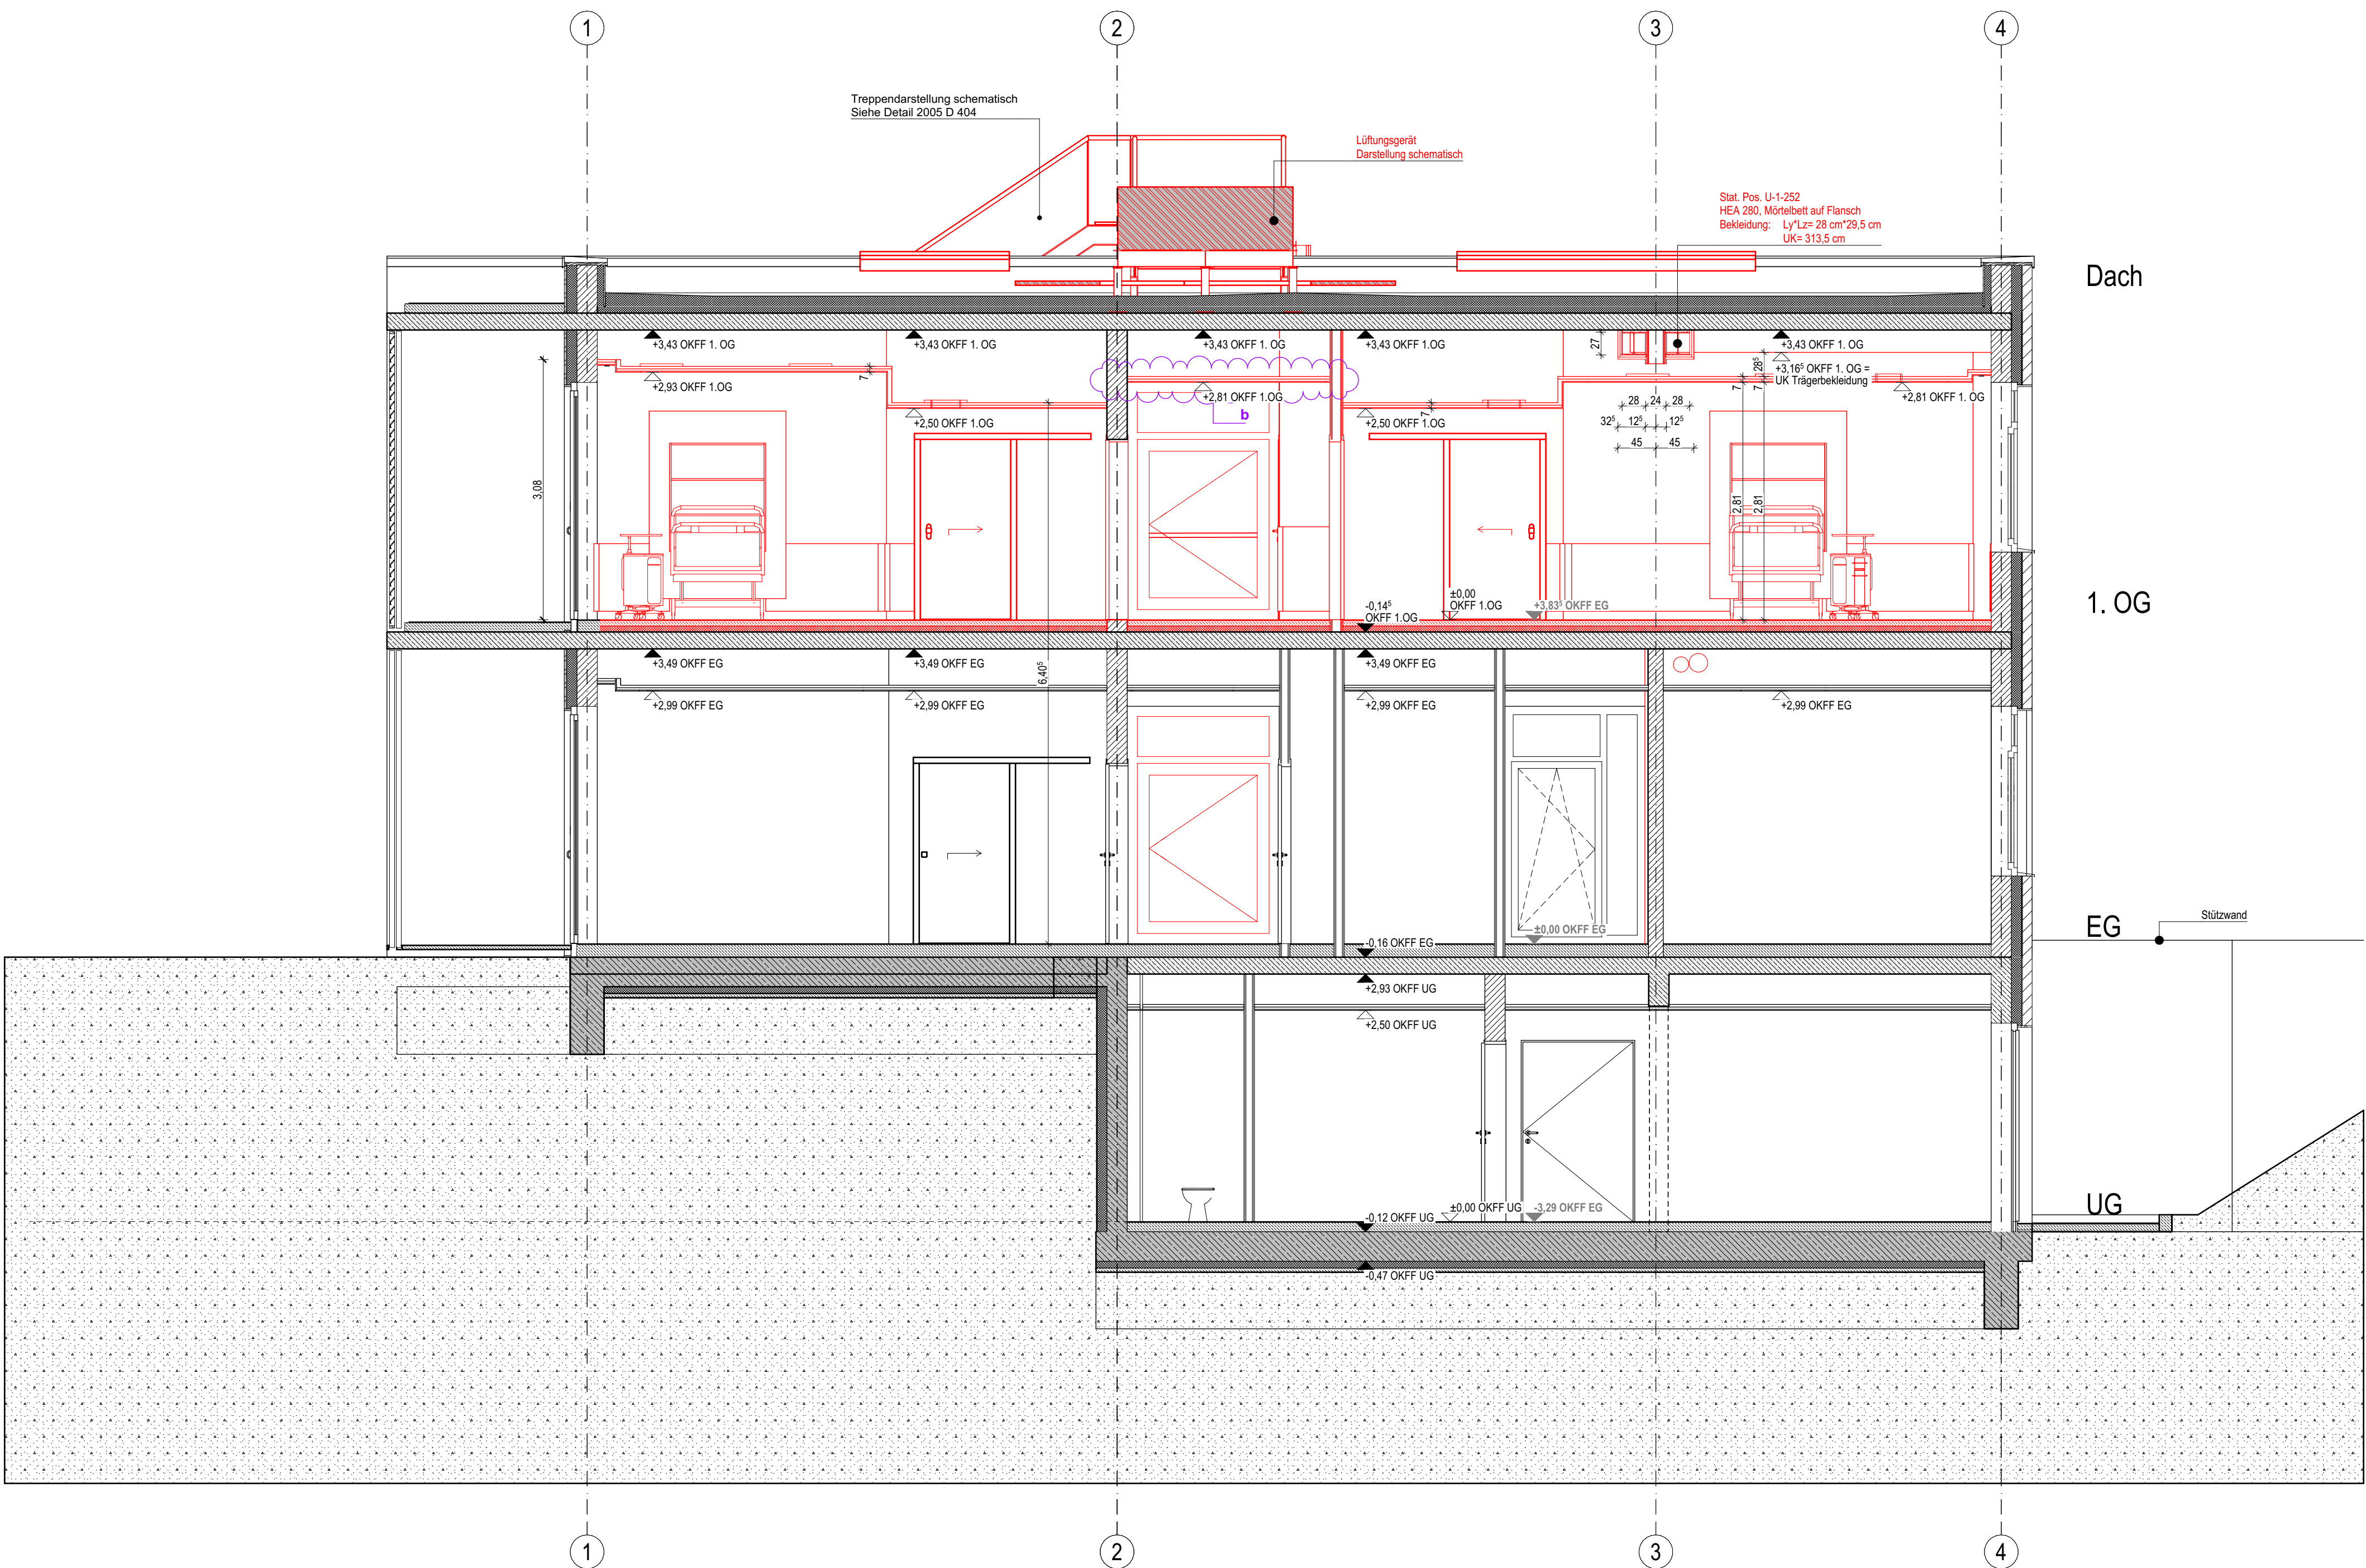 1
2
3
4
Treppendarstellung schematisch
Siehe Detail 2005 D 404
Lüftungsgerät
Darstellung schematisch
Stat. Pos. U-1-252
HEA 280, Mörtelbett auf Flansch
Bekleidung: Ly*Lz= 28 cm*29,5 cm
UK= 313,5 cm
Dach
+3,43 OKFF 1. OG
+3,43 OKFF 1. OG
+3,43 OKFF 1. OG
+3,43 OKFF 1.OG
27
+3,43 OKFF 1. OG
+3,16⁵ OKFF 1. OG =
UK Trägerbekleidung
28⁵
7
+2,93 OKFF 1.OG
7
7
+2,81 OKFF 1.OG
b
+2,81 OKFF 1. OG
28 24 28
+2,50 OKFF 1.OG
7
+2,50 OKFF 1.OG
32⁵ 12⁵ 12⁵
45 45
3,08
2,81
2,81
1. OG
-0,14⁵
OKFF 1.OG
±0,00
OKFF 1.OG
+3,83⁵ OKFF EG
+3,49 OKFF EG
+3,49 OKFF EG
6,40⁵
+3,49 OKFF EG
+2,99 OKFF EG
+2,99 OKFF EG
+2,99 OKFF EG
+2,99 OKFF EG
EG
Stützwand
-0,16 OKFF EG
±0,00 OKFF EG
+2,93 OKFF UG
+2,50 OKFF UG
UG
-0,12 OKFF UG
±0,00 OKFF UG
-3,29 OKFF EG
-0,47 OKFF UG
1
2
3
4